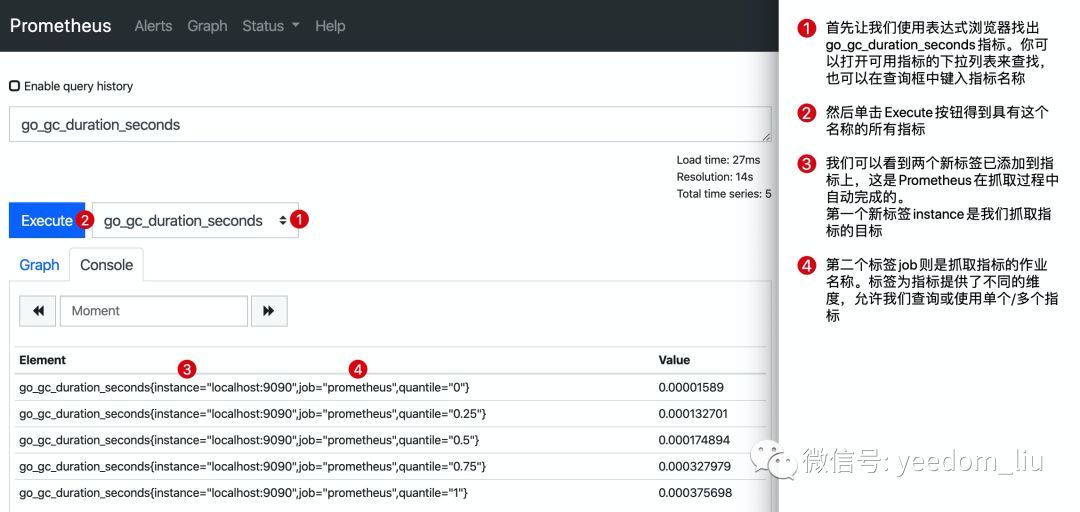 Prometheus Alerts Graph Status Help
Enable query history
go_gc_duration_seconds
Load time: 27ms
Resolution: 14s
Total time series: 5
Execute 2 go_gc_duration_seconds 1
Graph Console
Moment
Element Value
3 4
go_gc_duration_seconds{instance="localhost:9090",job="prometheus",quantile="0"} 0.00001589
go_gc_duration_seconds{instance="localhost:9090",job="prometheus",quantile="0.25"} 0.000132701
go_gc_duration_seconds{instance="localhost:9090",job="prometheus",quantile="0.5"} 0.000174894
go_gc_duration_seconds{instance="localhost:9090",job="prometheus",quantile="0.75"} 0.000327979
go_gc_duration_seconds{instance="localhost:9090",job="prometheus",quantile="1"} 0.000375698
1 首先让我们使用表达式浏览器找出
go_gc_duration_seconds指标。你可
以打开可用指标的下拉列表来查找，
也可以在查询框中键入指标名称
2 然后单击Execute按钮得到具有这个
名称的所有指标
3 我们可以看到两个新标签已添加到指
标上，这是Prometheus在抓取过程中
自动完成的。
第一个新标签instance是我们抓取指
标的目标
4 第二个标签job则是抓取指标的作业
名称。标签为指标提供了不同的维
度，允许我们查询或使用单个/多个指
标
微信号: yeedom_liu